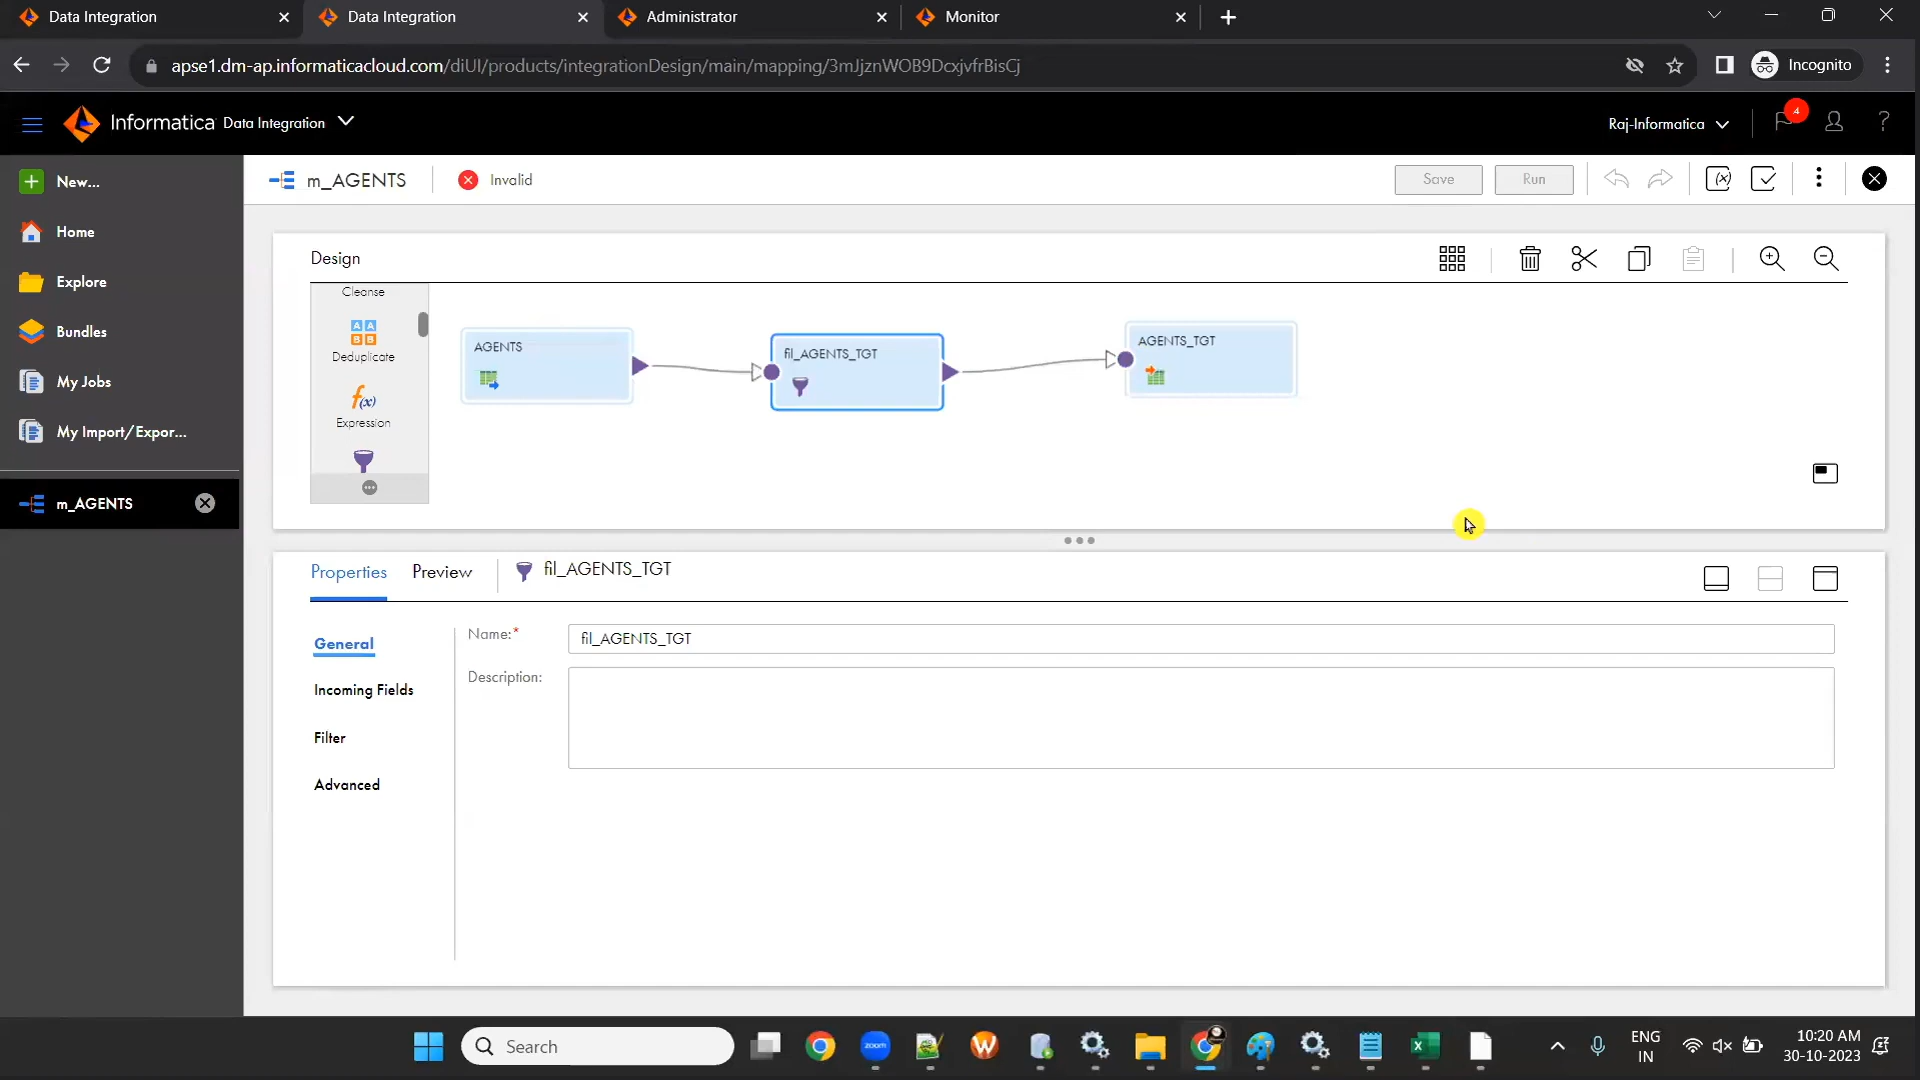 Data Integration
Data Integration
Administrator
Monitor
apse1.dm-ap.informaticacloud.com/diUI/products/integrationDesign/main/mapping/3mJjznWOB9DcxjvfrBisCj
Incognito
Informatica Data Integration
Raj-Informatica
4
?
New...
m_AGENTS
Invalid
Save
Run
(x)
Home
Explore
Bundles
My Jobs
My Import/Expor...
m_AGENTS
Design
Cleanse
A A
B B
Deduplicate
f(x)
Expression
AGENTS
fil_AGENTS_TGT
AGENTS_TGT
Properties
Preview
fil_AGENTS_TGT
General
Name:*
fil_AGENTS_TGT
Description:
Incoming Fields
Filter
Advanced
Search
zoom
ENG
IN
10:20 AM
30-10-2023